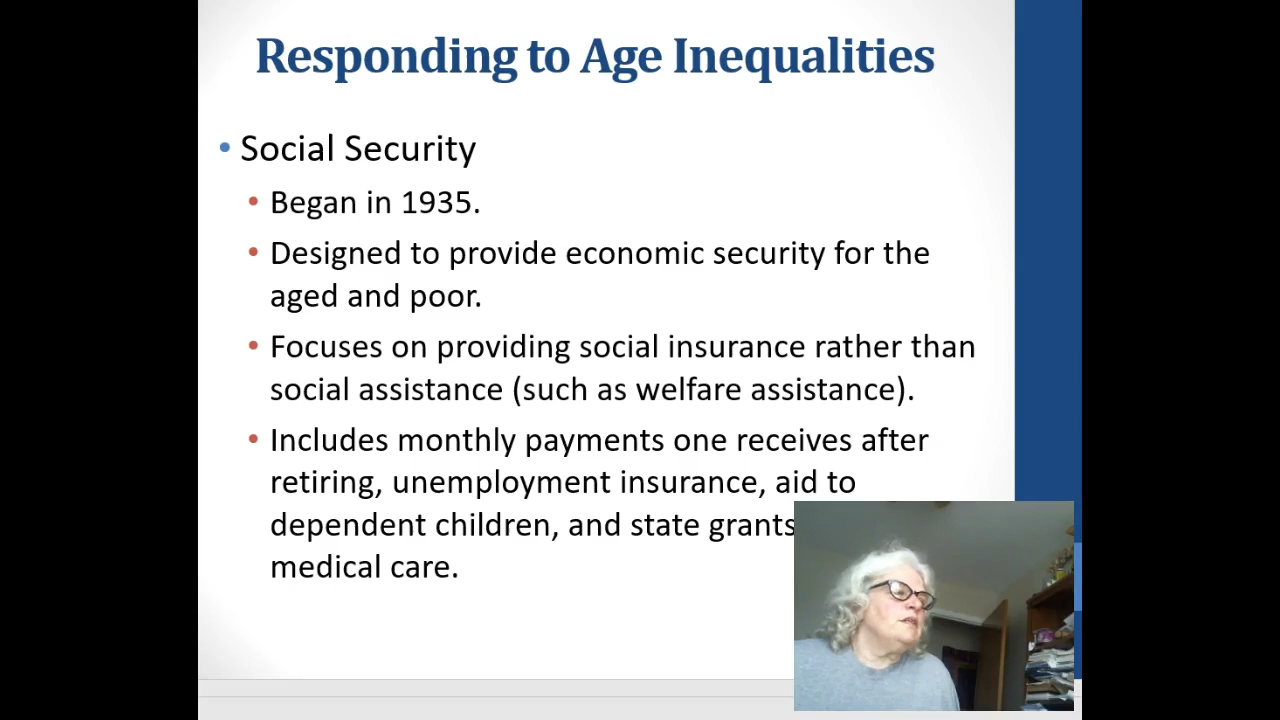 Responding to Age Inequalities
• Social Security
• Began in 1935.
• Designed to provide economic security for the
aged and poor.
• Focuses on providing social insurance rather than
social assistance (such as welfare assistance).
• Includes monthly payments one receives after
retiring, unemployment insurance, aid to
dependent children, and state grants
medical care.